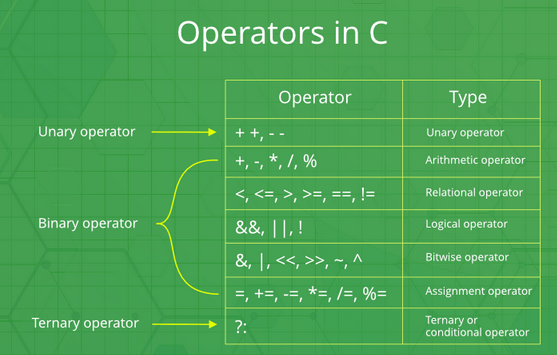 Operators in C
Operator Type
Unary operator + +, - - Unary operator
+, -, *, /, % Arithmetic operator
<, <=, >, >=, ==, != Relational operator
Binary operator &&, ||, ! Logical operator
&, |, <<, >>, ~, ^ Bitwise operator
=, +=, -=, *=, /=, %= Assignment operator
Ternary operator ?: Ternary or
conditional operator